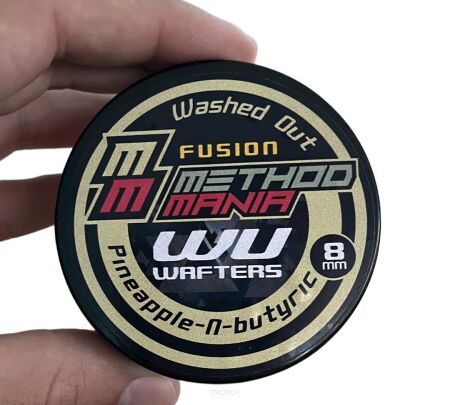 Washed Out
FUSION
MM METHOD
MANIA
WU
WAFTERS
8
mm
Pineapple-N-butyric